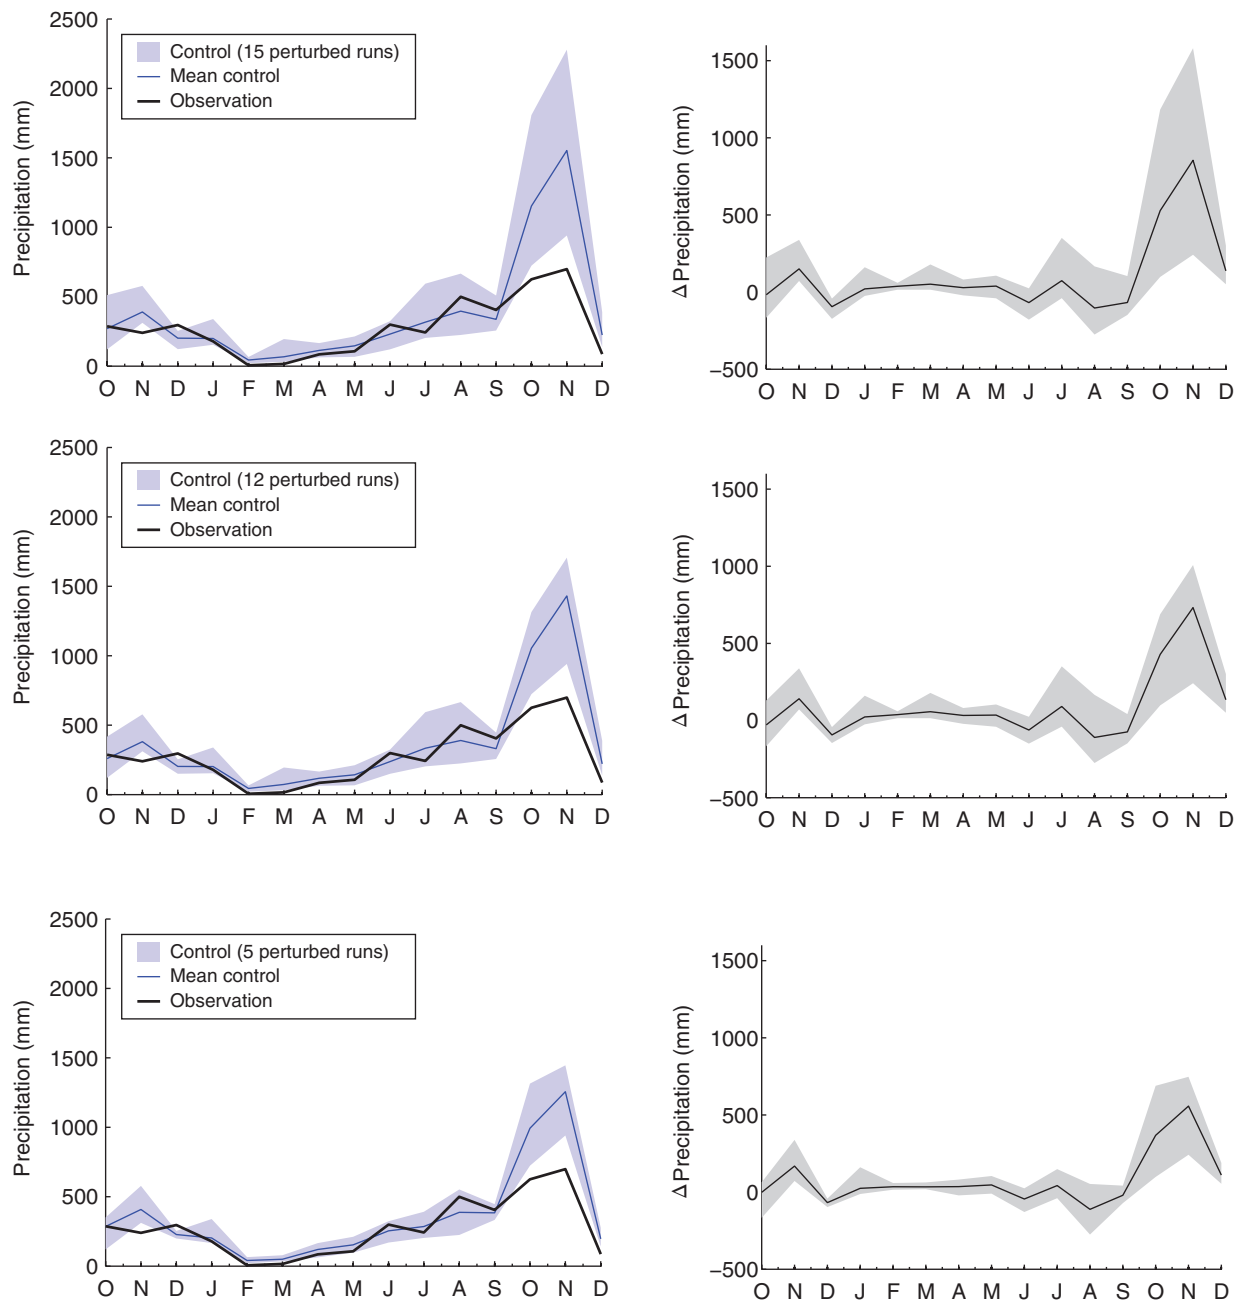 2500
2000
1500
1000
500
0
Precipitation (mm)
Control (15 perturbed runs)
Mean control
Observation
O N D J F M A M J J A S O N D
1500
1000
500
0
−500
Δ Precipitation (mm)
O N D J F M A M J J A S O N D
2500
2000
1500
1000
500
0
Precipitation (mm)
Control (12 perturbed runs)
Mean control
Observation
O N D J F M A M J J A S O N D
1500
1000
500
0
−500
Δ Precipitation (mm)
O N D J F M A M J J A S O N D
2500
2000
1500
1000
500
0
Precipitation (mm)
Control (5 perturbed runs)
Mean control
Observation
O N D J F M A M J J A S O N D
1500
1000
500
0
−500
Δ Precipitation (mm)
O N D J F M A M J J A S O N D